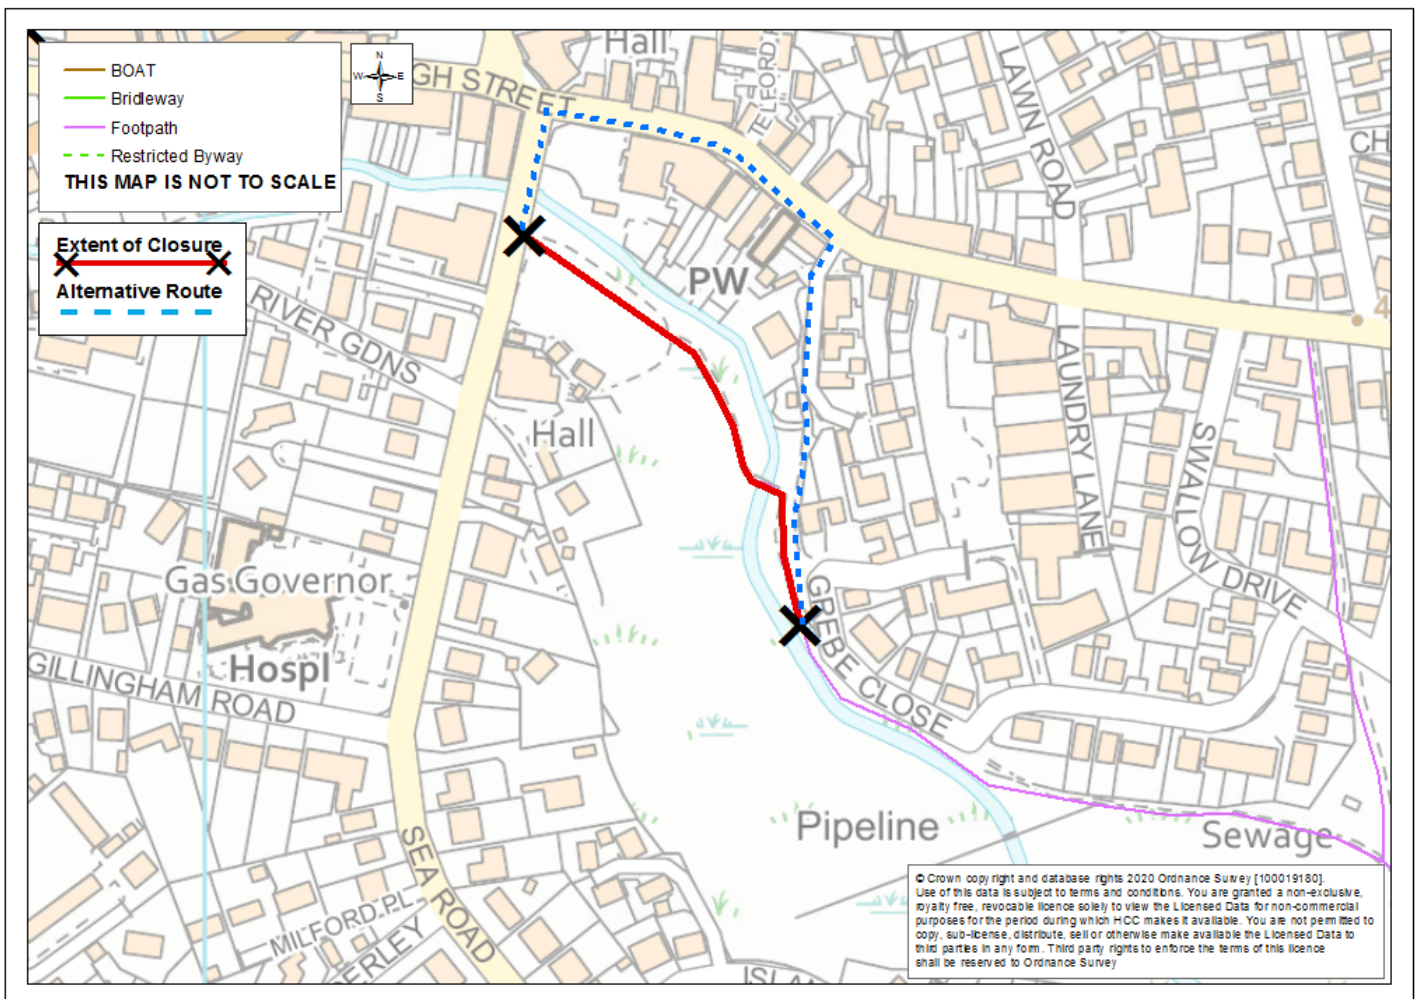 BOAT
Bridleway
Footpath
Restricted Byway
THIS MAP IS NOT TO SCALE
N
W E
S
Extent of Closure
Alternative Route
GH STREET
Hall
TELFORD
LAWN ROAD
CH
4
PW
RIVER GDNS
Hall
LAUNDRY LANE
SWALLOW DRIVE
Gas Governor
Hospl
GILLINGHAM ROAD
GREBE CLOSE
Pipeline
Sewage
SEA ROAD
MILFORD PL
ERLEY
ISLA
© Crown copyright and database rights 2020 Ordnance Survey [100019180].
Use of this data is subject to terms and conditions. You are granted a non-exclusive,
royalty free, revocable licence solely to view the Licensed Data for non-commercial
purposes for the period during which HCC makes it available. You are not permitted to
copy, sub-license, distribute, sell or otherwise make available the Licensed Data to
third parties in any form. Third party rights to enforce the terms of this licence
shall be reserved to Ordnance Survey